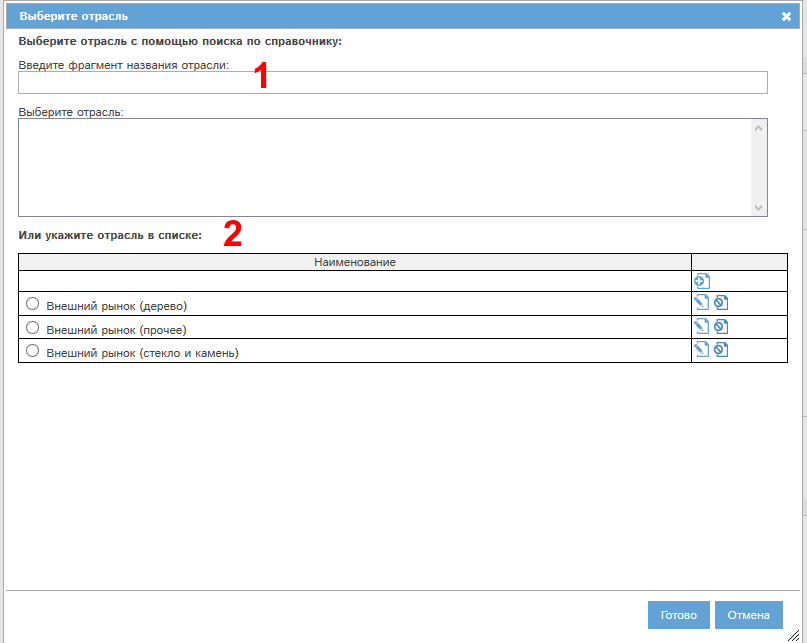 Выберите отрасль
Выберите отрасль с помощью поиска по справочнику:
Введите фрагмент названия отрасли:
1
Выберите отрасль:
Или укажите отрасль в списке:
2
Наименование
Внешний рынок (дерево)
Внешний рынок (прочее)
Внешний рынок (стекло и камень)
Готово
Отмена